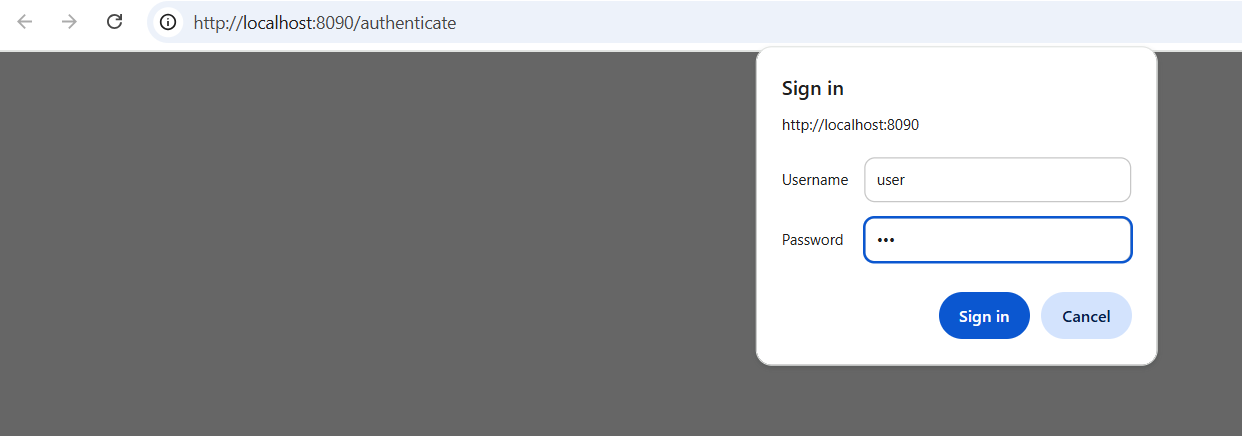 http://localhost:8090/authenticate
Sign in
http://localhost:8090
Username user
Password •••
Sign in Cancel